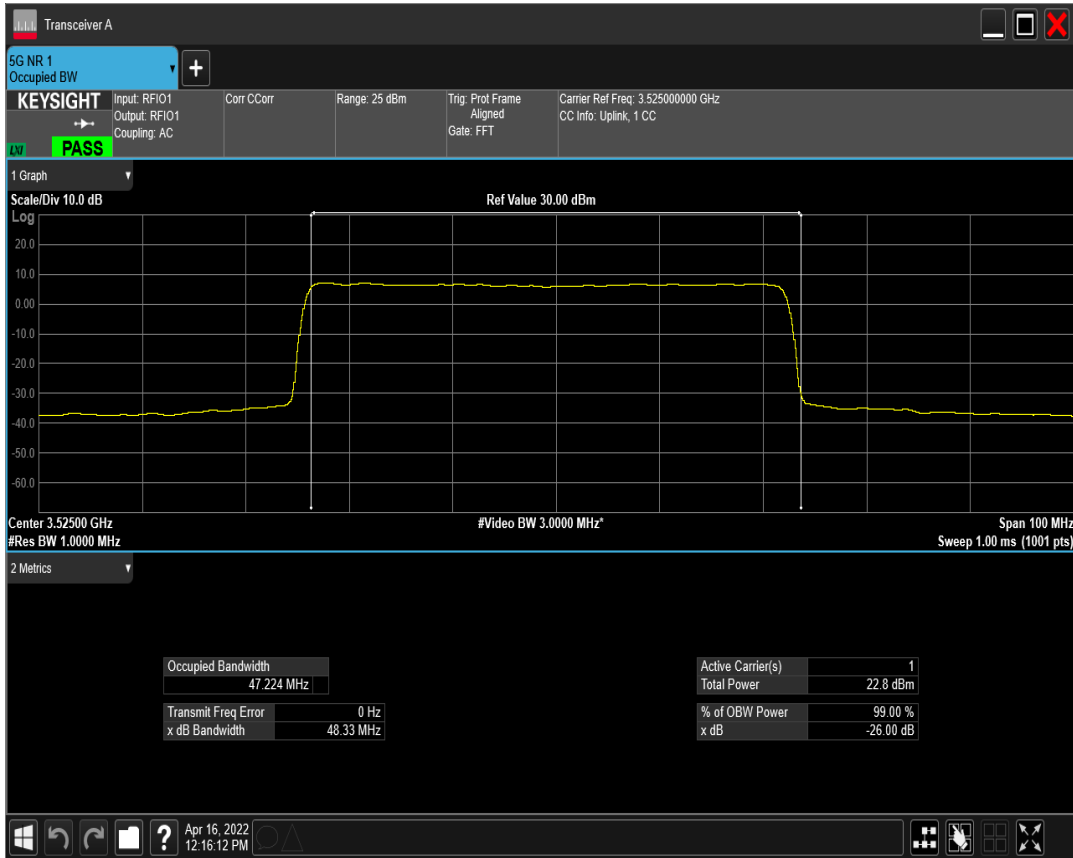 Transceiver A
5G NR 1
Occupied BW
KEYSIGHT
Input: RFIO1
Output: RFIO1
Coupling: AC
Corr CCorr
Range: 25 dBm
Trig: Prot Frame
Aligned
Gate: FFT
Carrier Ref Freq: 3.525000000 GHz
CC Info: Uplink, 1 CC
LXI
PASS
1 Graph
Scale/Div 10.0 dB
Ref Value 30.00 dBm
Log
20.0
10.0
0.00
-10.0
-20.0
-30.0
-40.0
-50.0
-60.0
Center 3.52500 GHz
#Video BW 3.0000 MHz*
Span 100 MHz
#Res BW 1.0000 MHz
Sweep 1.00 ms (1001 pts)
2 Metrics
Occupied Bandwidth
47.224 MHz
Transmit Freq Error 0 Hz
x dB Bandwidth 48.33 MHz
Active Carrier(s) 1
Total Power 22.8 dBm
% of OBW Power 99.00 %
x dB -26.00 dB
?
Apr 16, 2022
12:16:12 PM